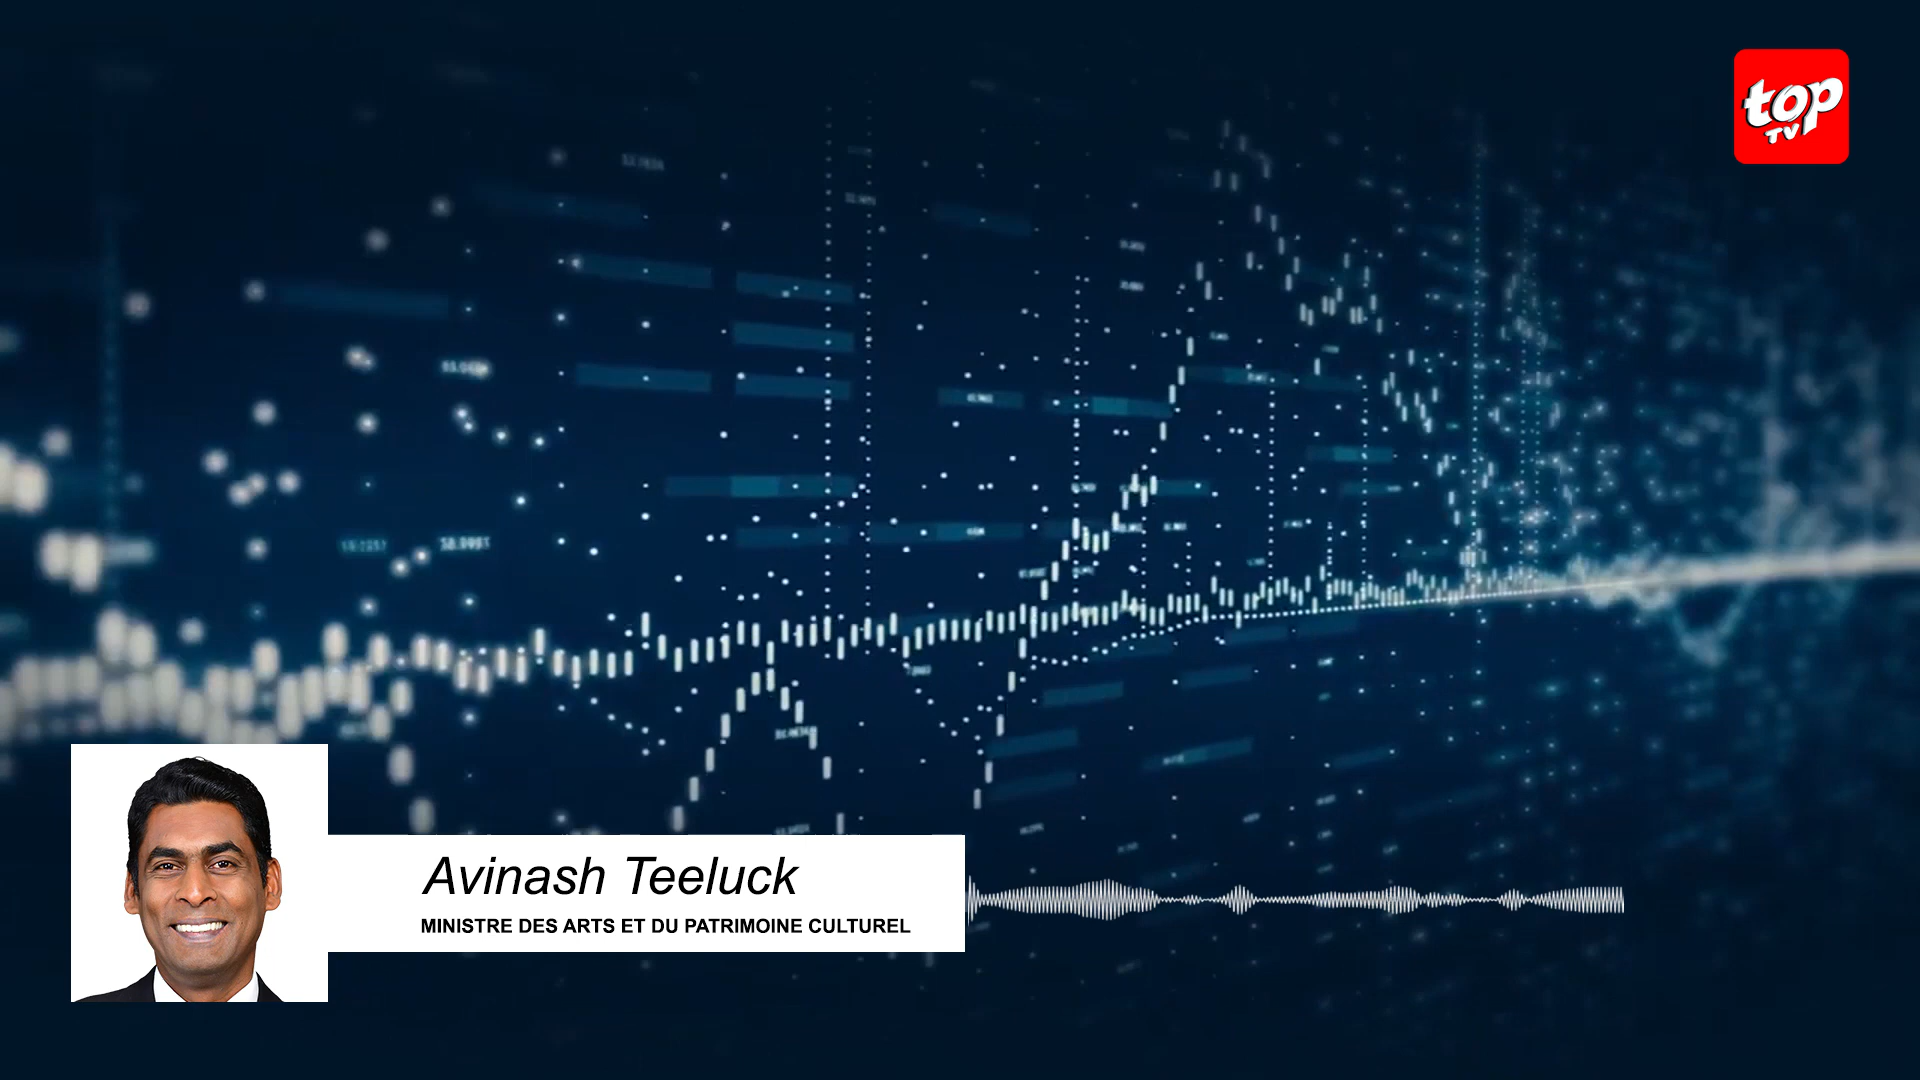 top
TV
Avinash Teeluck
MINISTRE DES ARTS ET DU PATRIMOINE CULTUREL